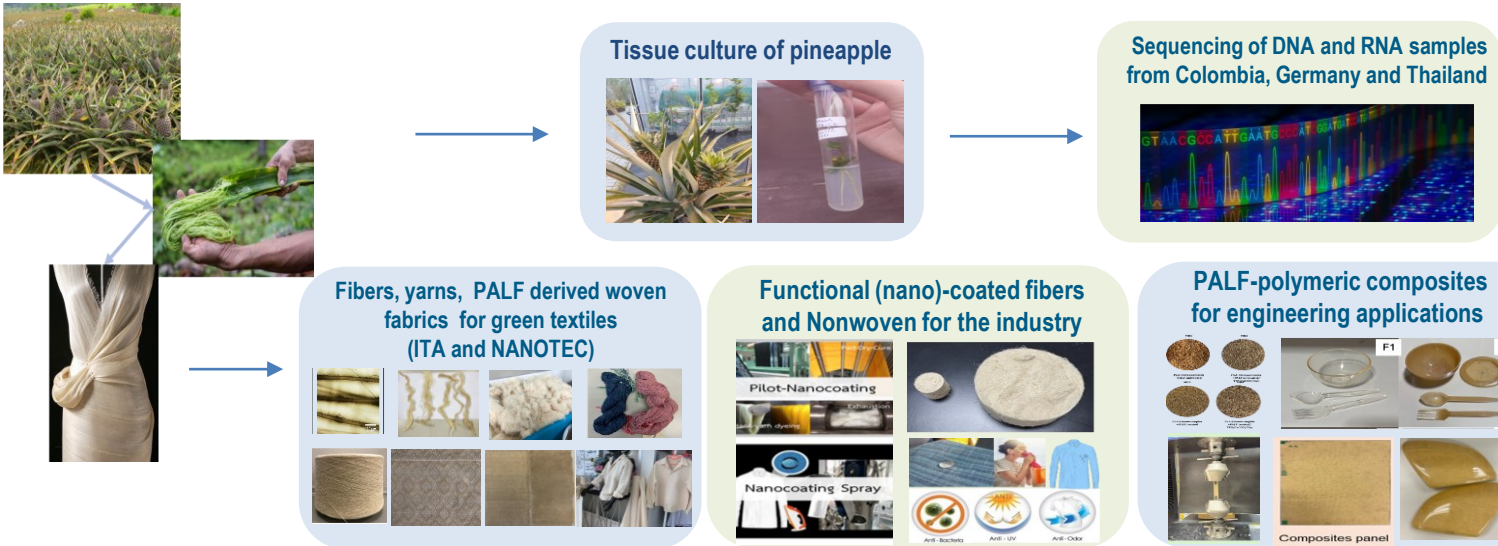 Tissue culture of pineapple
Sequencing of DNA and RNA samples
from Colombia, Germany and Thailand
GTAACGCCATTGAATGCCCAT
Fibers, yarns, PALF derived woven
fabrics for green textiles
(ITA and NANOTEC)
Functional (nano)-coated fibers
and Nonwoven for the industry
Pilot-Nanocoating
Exhaustion
Nanocoating Spray
Anti - Bacteria
Anti - UV
Anti - Odor
PALF-polymeric composites
for engineering applications
F1
Composites panel